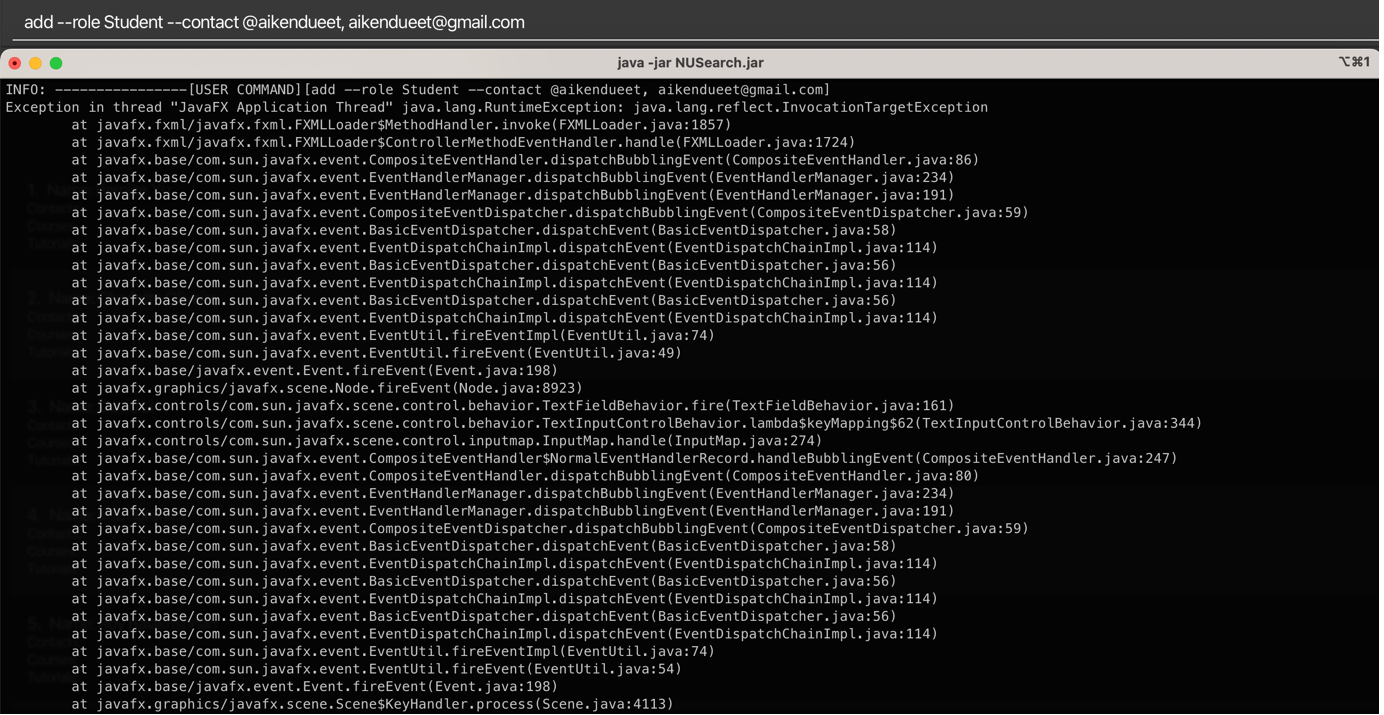 add --role Student --contact @aikendueet, aikendueet@gmail.com
java -jar NUSearch.jar
⌥⌘1
INFO: ----------------[USER COMMAND][add --role Student --contact @aikendueet, aikendueet@gmail.com]
Exception in thread "JavaFX Application Thread" java.lang.RuntimeException: java.lang.reflect.InvocationTargetException
at javafx.fxml/javafx.fxml.FXMLLoader$MethodHandler.invoke(FXMLLoader.java:1857)
at javafx.fxml/javafx.fxml.FXMLLoader$ControllerMethodEventHandler.handle(FXMLLoader.java:1724)
at javafx.base/com.sun.javafx.event.CompositeEventHandler.dispatchBubblingEvent(CompositeEventHandler.java:86)
at javafx.base/com.sun.javafx.event.EventHandlerManager.dispatchBubblingEvent(EventHandlerManager.java:234)
at javafx.base/com.sun.javafx.event.EventHandlerManager.dispatchBubblingEvent(EventHandlerManager.java:191)
at javafx.base/com.sun.javafx.event.CompositeEventDispatcher.dispatchBubblingEvent(CompositeEventDispatcher.java:59)
at javafx.base/com.sun.javafx.event.BasicEventDispatcher.dispatchEvent(BasicEventDispatcher.java:58)
at javafx.base/com.sun.javafx.event.EventDispatchChainImpl.dispatchEvent(EventDispatchChainImpl.java:114)
at javafx.base/com.sun.javafx.event.BasicEventDispatcher.dispatchEvent(BasicEventDispatcher.java:56)
at javafx.base/com.sun.javafx.event.EventDispatchChainImpl.dispatchEvent(EventDispatchChainImpl.java:114)
at javafx.base/com.sun.javafx.event.BasicEventDispatcher.dispatchEvent(BasicEventDispatcher.java:56)
at javafx.base/com.sun.javafx.event.EventDispatchChainImpl.dispatchEvent(EventDispatchChainImpl.java:114)
at javafx.base/com.sun.javafx.event.EventUtil.fireEventImpl(EventUtil.java:74)
at javafx.base/com.sun.javafx.event.EventUtil.fireEvent(EventUtil.java:49)
at javafx.base/javafx.event.Event.fireEvent(Event.java:198)
at javafx.graphics/javafx.scene.Node.fireEvent(Node.java:8923)
at javafx.controls/com.sun.javafx.scene.control.behavior.TextFieldBehavior.fire(TextFieldBehavior.java:161)
at javafx.controls/com.sun.javafx.scene.control.behavior.TextInputControlBehavior.lambda$keyMapping$62(TextInputControlBehavior.java:344)
at javafx.controls/com.sun.javafx.scene.control.inputmap.InputMap.handle(InputMap.java:274)
at javafx.base/com.sun.javafx.event.CompositeEventHandler$NormalEventHandlerRecord.handleBubblingEvent(CompositeEventHandler.java:247)
at javafx.base/com.sun.javafx.event.CompositeEventHandler.dispatchBubblingEvent(CompositeEventHandler.java:80)
at javafx.base/com.sun.javafx.event.EventHandlerManager.dispatchBubblingEvent(EventHandlerManager.java:234)
at javafx.base/com.sun.javafx.event.EventHandlerManager.dispatchBubblingEvent(EventHandlerManager.java:191)
at javafx.base/com.sun.javafx.event.CompositeEventDispatcher.dispatchBubblingEvent(CompositeEventDispatcher.java:59)
at javafx.base/com.sun.javafx.event.BasicEventDispatcher.dispatchEvent(BasicEventDispatcher.java:58)
at javafx.base/com.sun.javafx.event.EventDispatchChainImpl.dispatchEvent(EventDispatchChainImpl.java:114)
at javafx.base/com.sun.javafx.event.BasicEventDispatcher.dispatchEvent(BasicEventDispatcher.java:56)
at javafx.base/com.sun.javafx.event.EventDispatchChainImpl.dispatchEvent(EventDispatchChainImpl.java:114)
at javafx.base/com.sun.javafx.event.BasicEventDispatcher.dispatchEvent(BasicEventDispatcher.java:56)
at javafx.base/com.sun.javafx.event.EventDispatchChainImpl.dispatchEvent(EventDispatchChainImpl.java:114)
at javafx.base/com.sun.javafx.event.EventUtil.fireEventImpl(EventUtil.java:74)
at javafx.base/com.sun.javafx.event.EventUtil.fireEvent(EventUtil.java:54)
at javafx.base/javafx.event.Event.fireEvent(Event.java:198)
at javafx.graphics/javafx.scene.Scene$KeyHandler.process(Scene.java:4113)